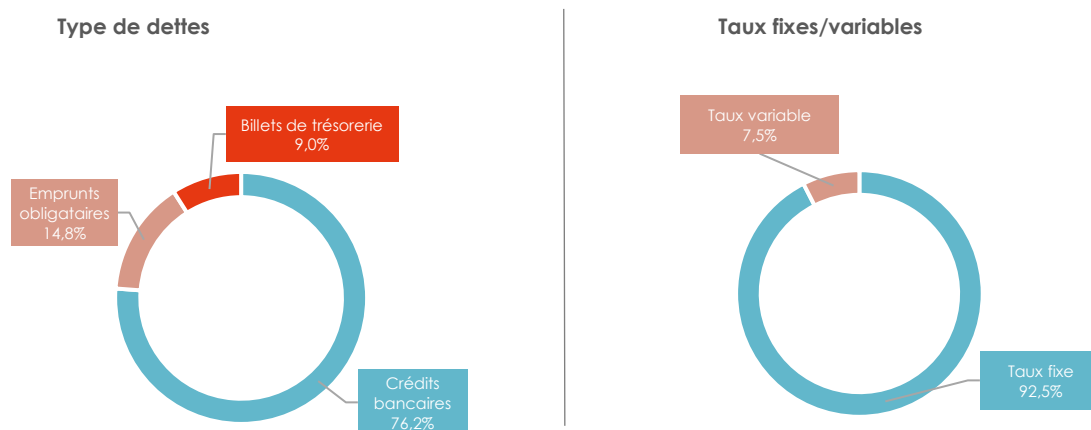 Type de dettes
Billets de trésorerie
9,0%
Emprunts
obligataires
14,8%
Crédits
bancaires
76,2%
Taux fixes/variables
Taux variable
7,5%
Taux fixe
92,5%